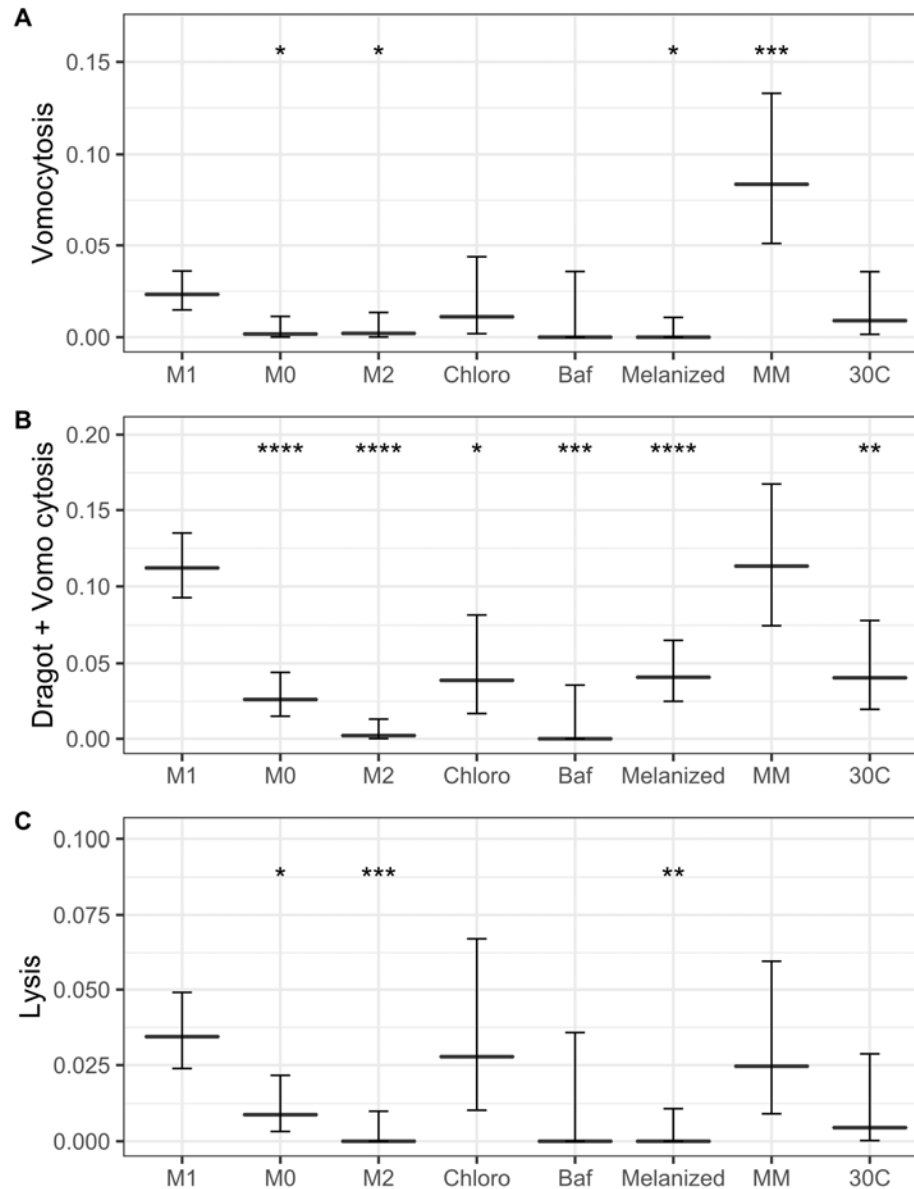 A
Vomocytosis
0.15
0.10
0.05
0.00
* * * ***
M1 M0 M2 Chloro Baf Melanized MM 30C
B
Dragot + Vomo cytosis
0.20
0.15
0.10
0.05
0.00
**** **** * *** **** **
M1 M0 M2 Chloro Baf Melanized MM 30C
C
Lysis
0.100
0.075
0.050
0.025
0.000
* *** **
M1 M0 M2 Chloro Baf Melanized MM 30C